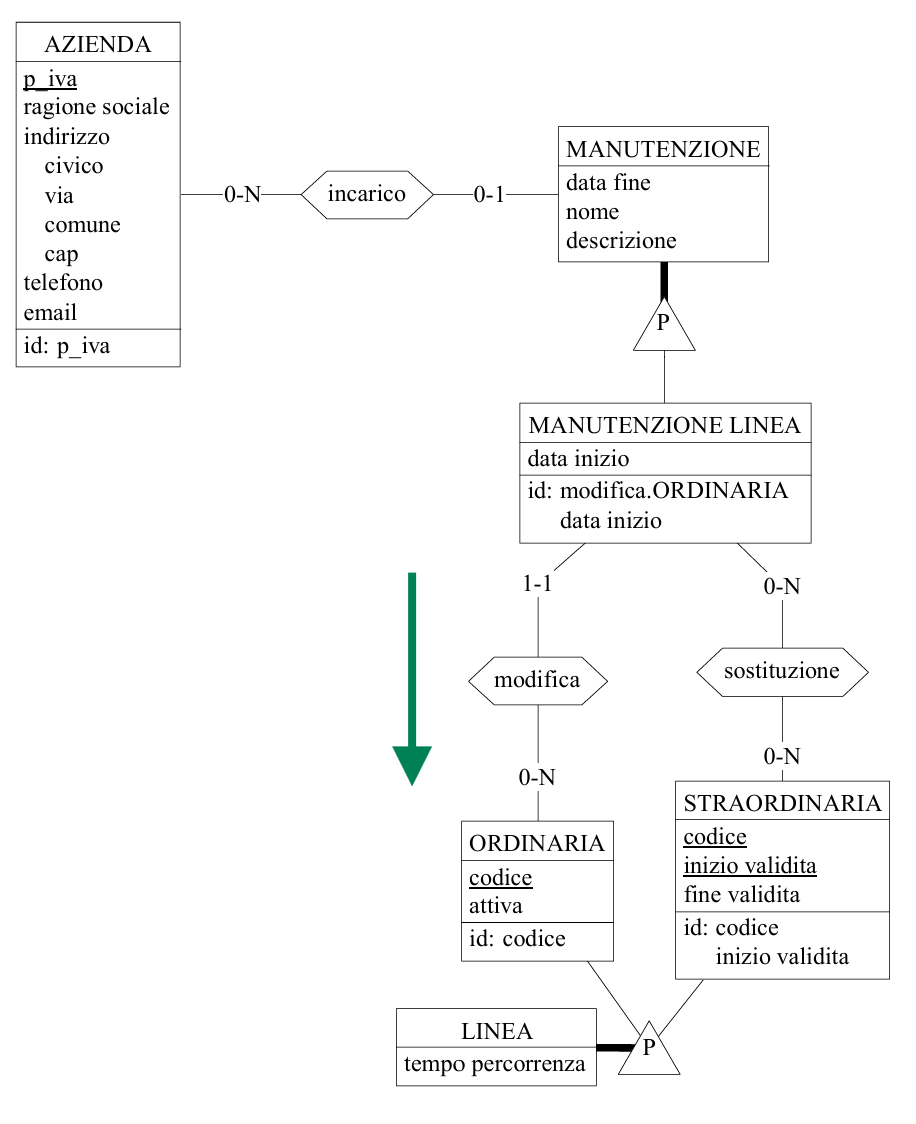 AZIENDA
p_iva
ragione sociale
indirizzo
civico
via
comune
cap
telefono
email
id: p_iva
0-N
incarico
0-1
MANUTENZIONE
data fine
nome
descrizione
P
MANUTENZIONE LINEA
data inizio
id: modifica.ORDINARIA
data inizio
1-1
0-N
modifica
sostituzione
0-N
0-N
ORDINARIA
codice
attiva
id: codice
STRAORDINARIA
codice
inizio validita
fine validita
id: codice
inizio validita
LINEA
tempo percorrenza
P